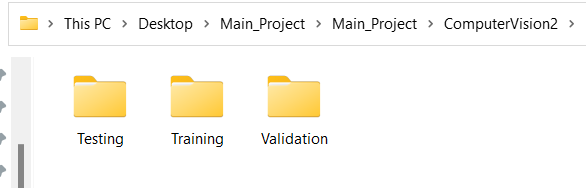 This PC > Desktop > Main_Project > Main_Project > ComputerVision2 >
Testing Training Validation